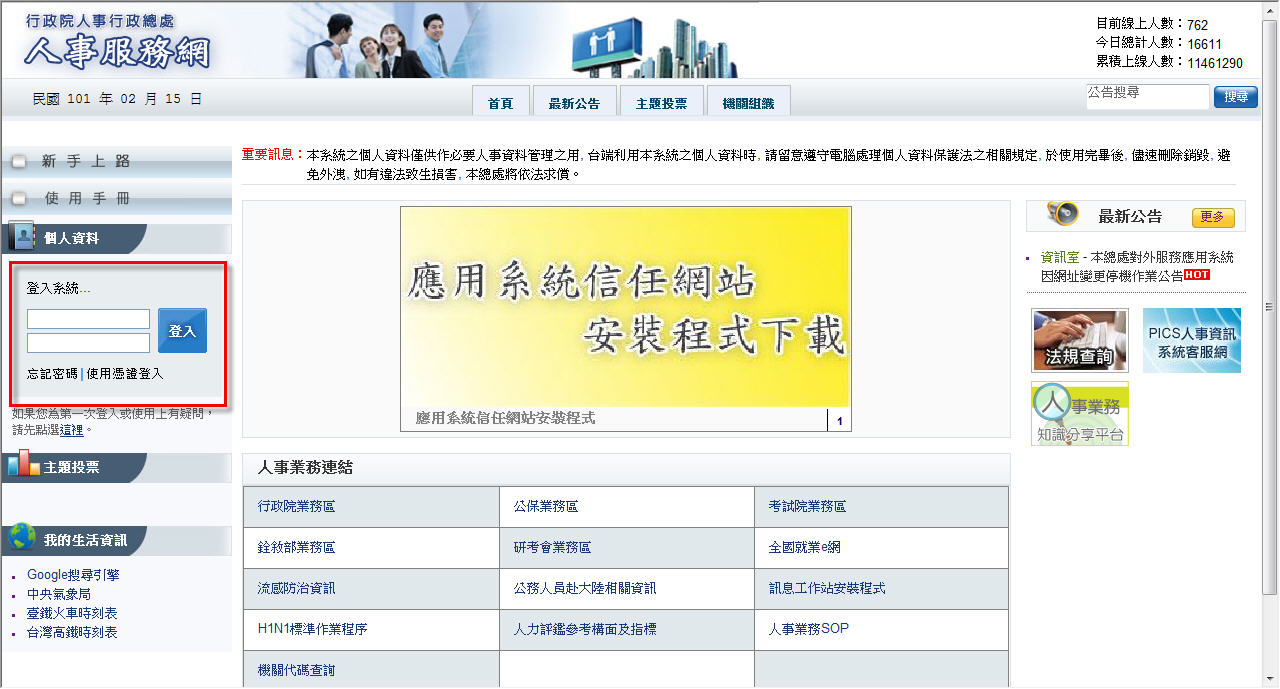 行政院人事行政總處
人事服務網
目前線上人數：762
今日總計人數：16611
累積上線人數：11461290
民國 101 年 02 月 15 日
首頁
最新公告
主題投票
機關組織
公告搜尋
搜尋
新手上路
使用手冊
個人資料
登入系統...
登入
忘記密碼|使用憑證登入
如果您為第一次登入或使用上有疑問，
請先點選這裡。
主題投票
我的生活資訊
Google搜尋引擎
中央氣象局
臺鐵火車時刻表
台灣高鐵時刻表
重要訊息：本系統之個人資料僅供作必要人事資料管理之用, 台端利用本系統之個人資料時, 請留意遵守電腦處理個人資料保護法之相關規定, 於使用完畢後, 儘速刪除銷毀, 避
免外洩, 如有違法致生損害, 本總處將依法求償。
應用系統信任網站
安裝程式下載
應用系統信任網站安裝程式
1
人事業務連結
行政院業務區
公保業務區
考試院業務區
銓敘部業務區
研考會業務區
全國就業e網
流感防治資訊
公務人員赴大陸相關資訊
訊息工作站安裝程式
H1N1標準作業程序
人力評鑑參考構面及指標
人事業務SOP
機關代碼查詢
最新公告
更多
資訊室 - 本總處對外服務應用系統
因網址變更停機作業公告HOT
法規查詢
PICS人事資訊
系統客服網
人事業務
知識分享平台